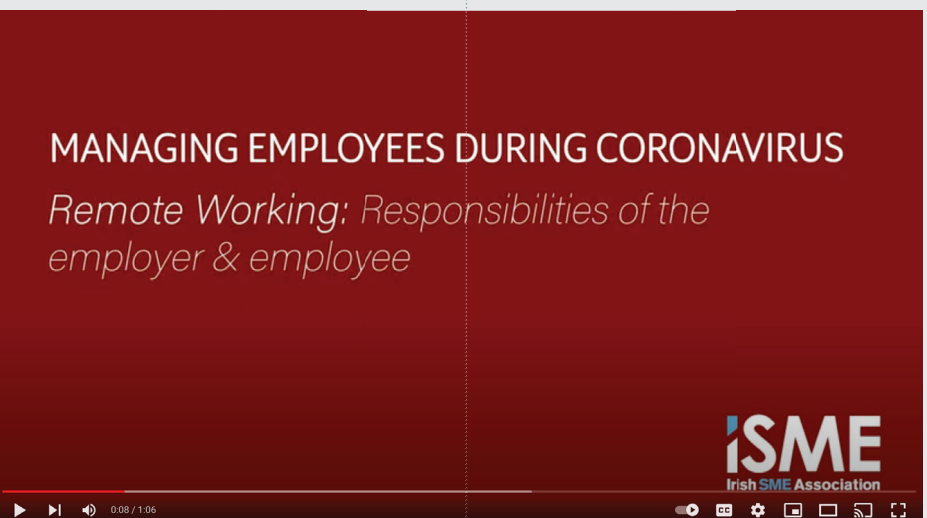 MANAGING EMPLOYEES DURING CORONAVIRUS
Remote Working: Responsibilities of the
employer & employee
iSME
Irish SME Association
0:08 / 1:06
CC